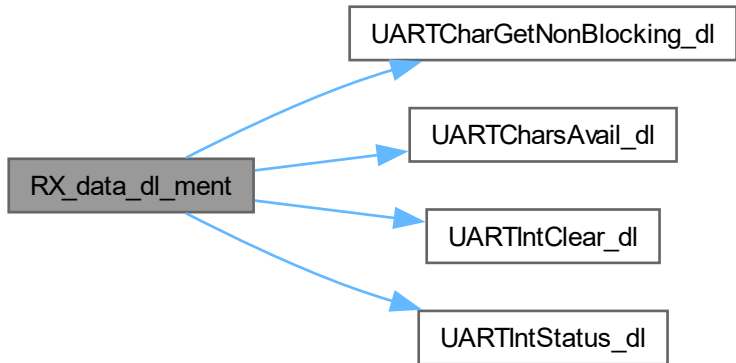 UARTCharGetNonBlocking_dl
UARTCharsAvail_dl
RX_data_dl_ment
UARTIntClear_dl
UARTIntStatus_dl